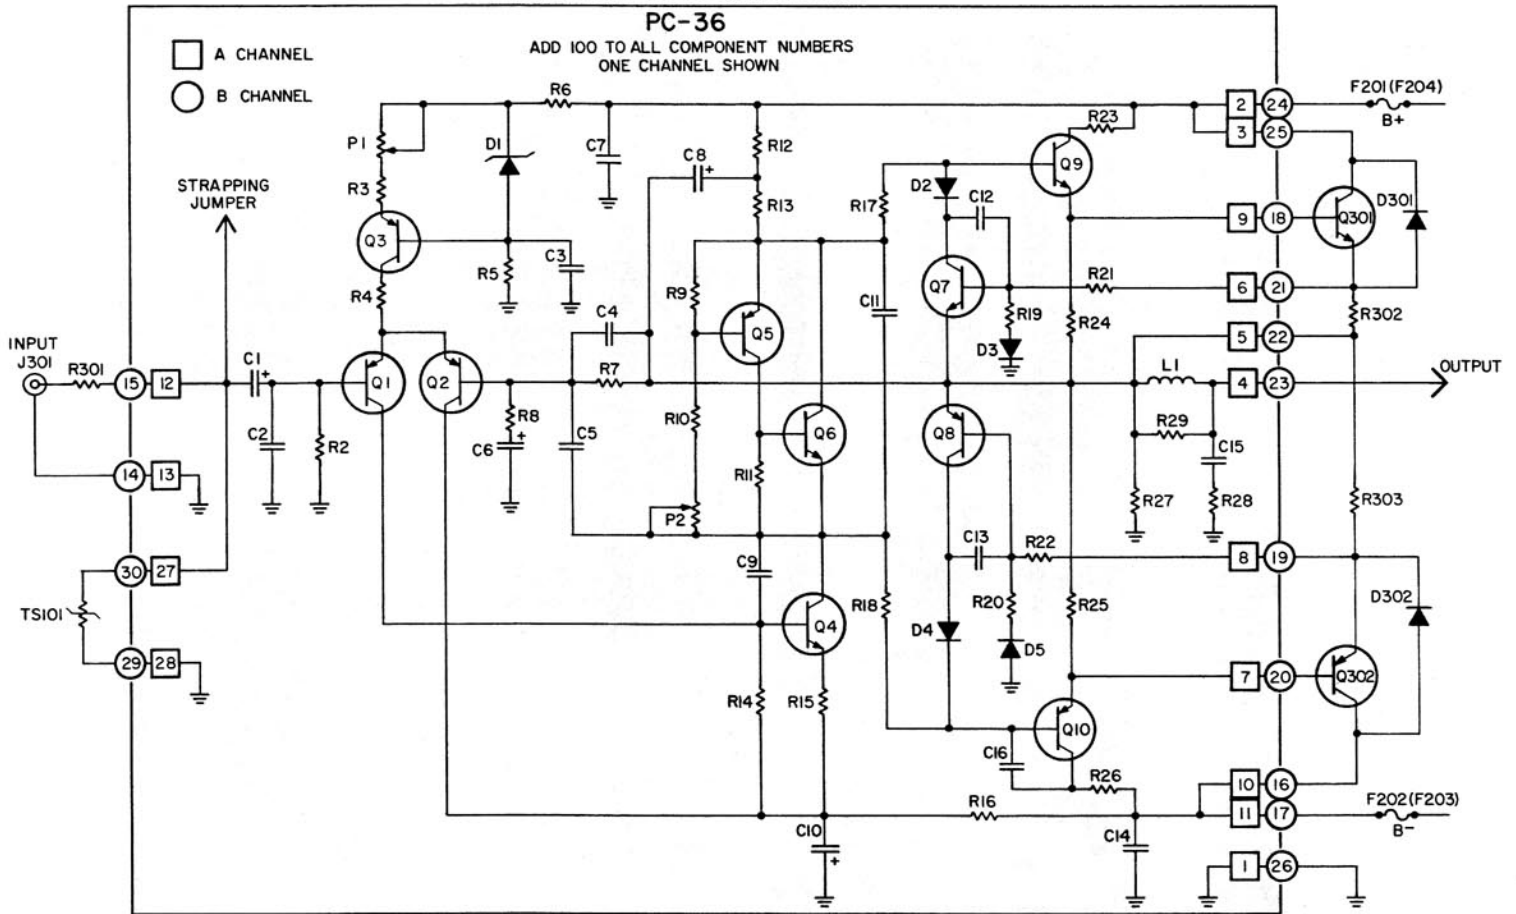 PC-36
ADD 100 TO ALL COMPONENT NUMBERS
ONE CHANNEL SHOWN
A CHANNEL
B CHANNEL
STRAPPING
JUMPER
INPUT
J301
R301
15
12
14
13
30
27
TS101
29
28
C1
+
C2
R2
P1
R3
Q3
R4
Q1
Q2
D1
R5
C3
R6
C7
C4
R7
R8
C6
+
C5
C8
+
R12
R13
R9
Q5
R10
R11
P2
Q6
C9
Q4
R14
R15
C10
+
R17
C11
R18
D2
C12
Q7
R19
D3
Q8
C13
R22
R20
D4
D5
C16
Q9
R23
R21
R24
R25
Q10
R26
R16
C14
L1
R29
C15
R27
R28
2
24
3
25
9
18
6
21
5
22
4
23
8
19
7
20
10
16
11
17
1
26
F201(F204)
B+
Q301
D301
R302
OUTPUT
R303
D302
Q302
F202(F203)
B-